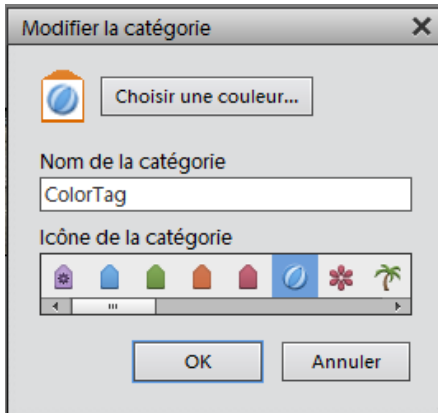 Modifier la catégorie
Choisir une couleur...
Nom de la catégorie
ColorTag
Icône de la catégorie
OK
Annuler